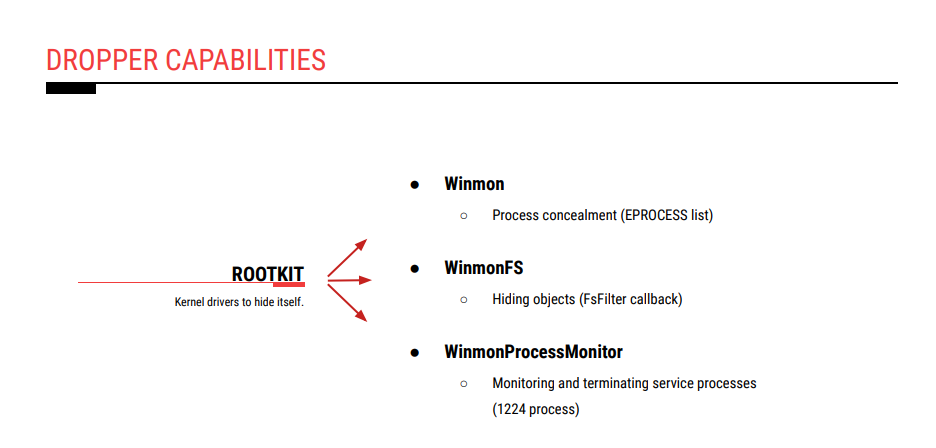 DROPPER CAPABILITIES
● Winmon
○ Process concealment (EPROCESS list)
ROOTKIT
Kernel drivers to hide itself.
● WinmonFS
○ Hiding objects (FsFilter callback)
● WinmonProcessMonitor
○ Monitoring and terminating service processes
(1224 process)